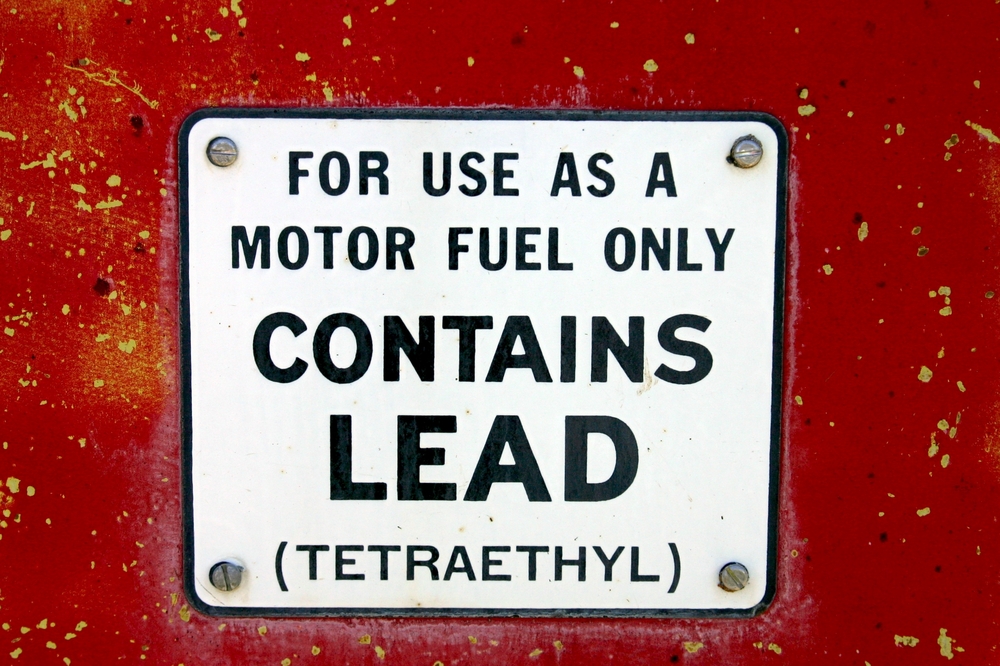 FOR USE AS A
MOTOR FUEL ONLY
CONTAINS
LEAD
(TETRAETHYL)